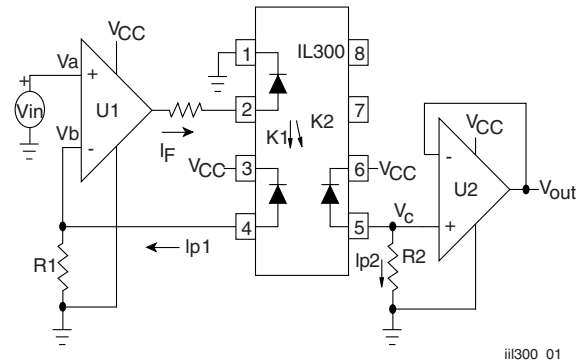 VCC
Va
+
Vin
+
U1
Vb
-
IF
1
IL300
8
2
7
K1
K2
VCC
3
6
VCC
4
5
Ip1
R1
Vc
Ip2
R2
VCC
-
U2
+
Vout
iil300_01